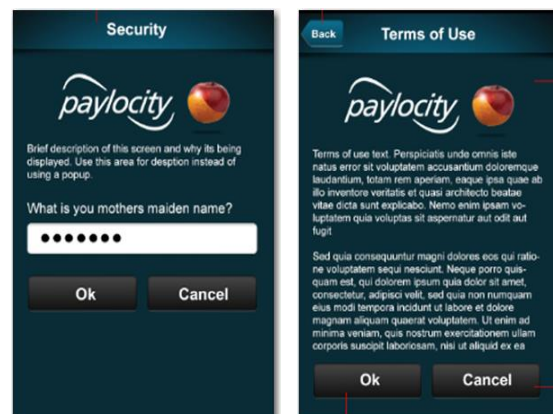 Security
paylocity
Brief description of this screen and why its being
displayed. Use this area for desption instead of
using a popup.
What is you mothers maiden name?
Ok
Cancel
Back
Terms of Use
paylocity
Terms of use text. Perspiciatis unde omnis iste
natus error sit voluptatem accusantium doloremque
laudantium, totam rem aperiam, eaque ipsa quae ab
illo inventore veritatis et quasi architecto beatae
vitae dicta sunt explicabo. Nemo enim ipsam vo-
luptatem quia voluptas sit aspernatur aut odit aut
fugit
Sed quia consequuntur magni dolores eos qui ratio-
ne voluptatem sequi nesciunt. Neque porro quis-
quam est, qui dolorem ipsum quia dolor sit amet,
consectetur, adipisci velit, sed quia non numquam
eius modi tempora incidunt ut labore et dolore
magnam aliquam quaerat voluptatem. Ut enim ad
minima veniam, quis nostrum exercitationem ullam
corporis suscipit laboriosam, nisi ut aliquid ex ea
Ok
Cancel